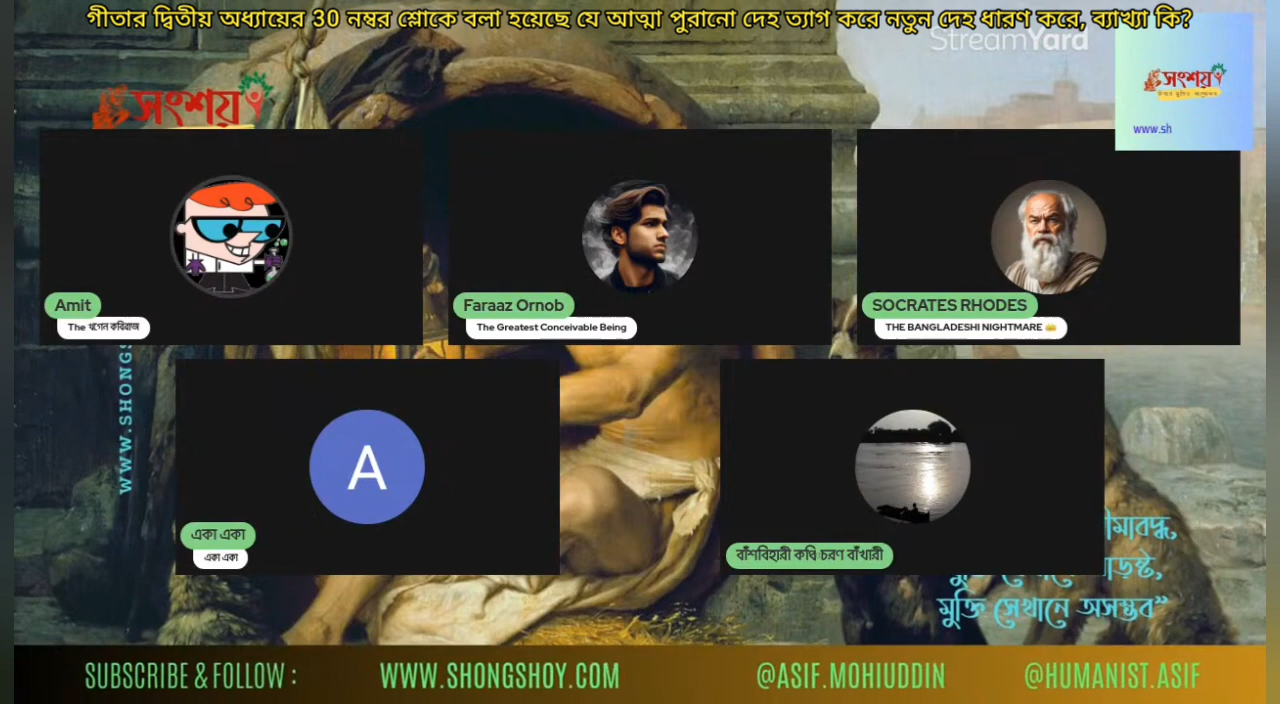 গীতার দ্বিতীয় অধ্যায়ের 30 নম্বর শ্লোকে বলা হয়েছে যে আত্মা পুরানো দেহ ত্যাগ করে নতুন দেহ ধারণ করে, ব্যাখ্যা কি?
StreamYard
সংশয়
সংশয়
www.sh
Amit
The খগেন কবিরাজ
Faraaz Ornob
The Greatest Conceivable Being
SOCRATES RHODES
THE BANGLADESHI NIGHTMARE
WWW.SHONGS
A
একা একা
একা একা
বাঁশবিহারী কঞ্চি চরণ বাঁখারী
মুক্তি সেখানে অসম্ভব”
SUBSCRIBE & FOLLOW :
WWW.SHONGSHOY.COM
@ASIF.MOHIUDDIN
@HUMANIST.ASIF